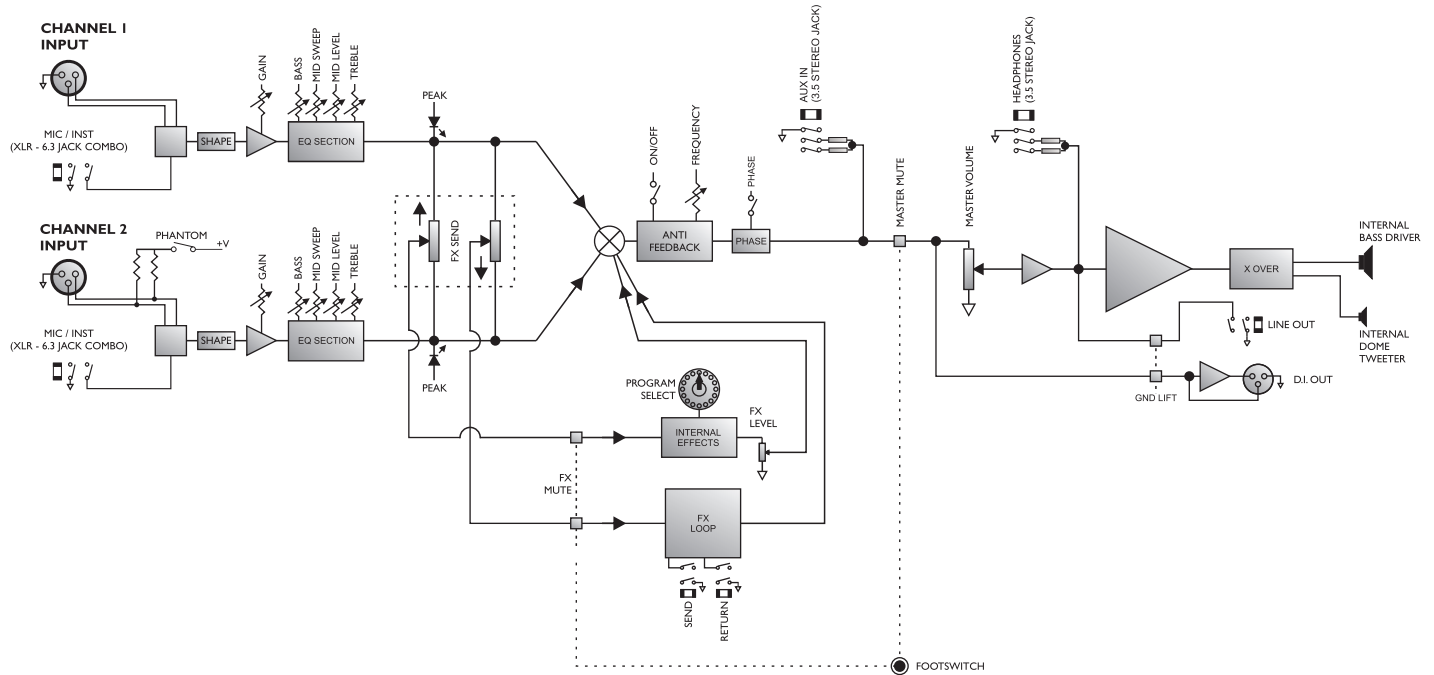 CHANNEL 1
INPUT
MIC / INST
(XLR - 6.3 JACK COMBO)
SHAPE
GAIN
BASS
MID SWEEP
MID LEVEL
TREBLE
EQ SECTION
PEAK
CHANNEL 2
INPUT
PHANTOM
+V
MIC / INST
(XLR - 6.3 JACK COMBO)
SHAPE
GAIN
BASS
MID SWEEP
MID LEVEL
TREBLE
EQ SECTION
PEAK
FX SEND
ON/OFF
FREQUENCY
ANTI
FEEDBACK
PHASE
PHASE
AUX IN
(3.5 STEREO JACK)
MASTER MUTE
MASTER VOLUME
HEADPHONES
(3.5 STEREO JACK)
X OVER
INTERNAL
BASS DRIVER
INTERNAL
DOME
TWEETER
LINE OUT
GND LIFT
D.I. OUT
PROGRAM
SELECT
INTERNAL
EFFECTS
FX
LEVEL
FX
MUTE
FX
LOOP
SEND
RETURN
FOOTSWITCH